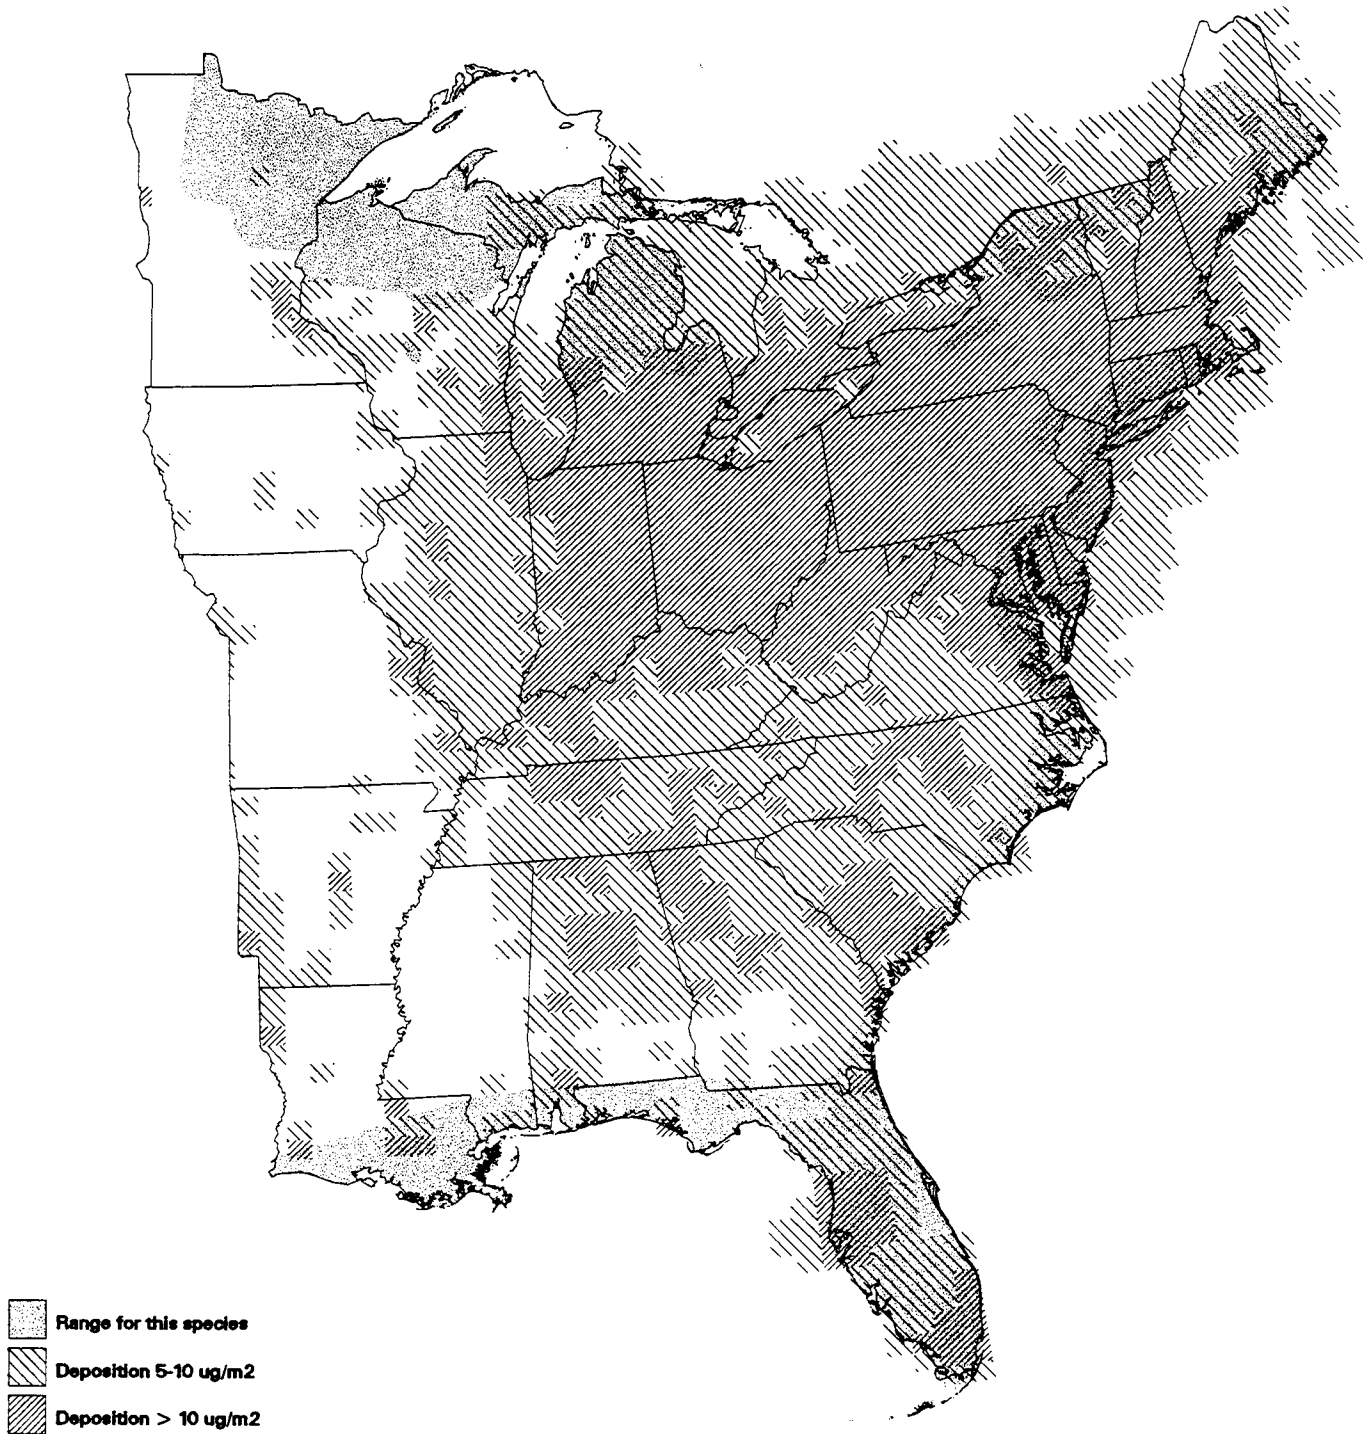 Range for this species
Deposition 5-10 ug/m2
Deposition > 10 ug/m2